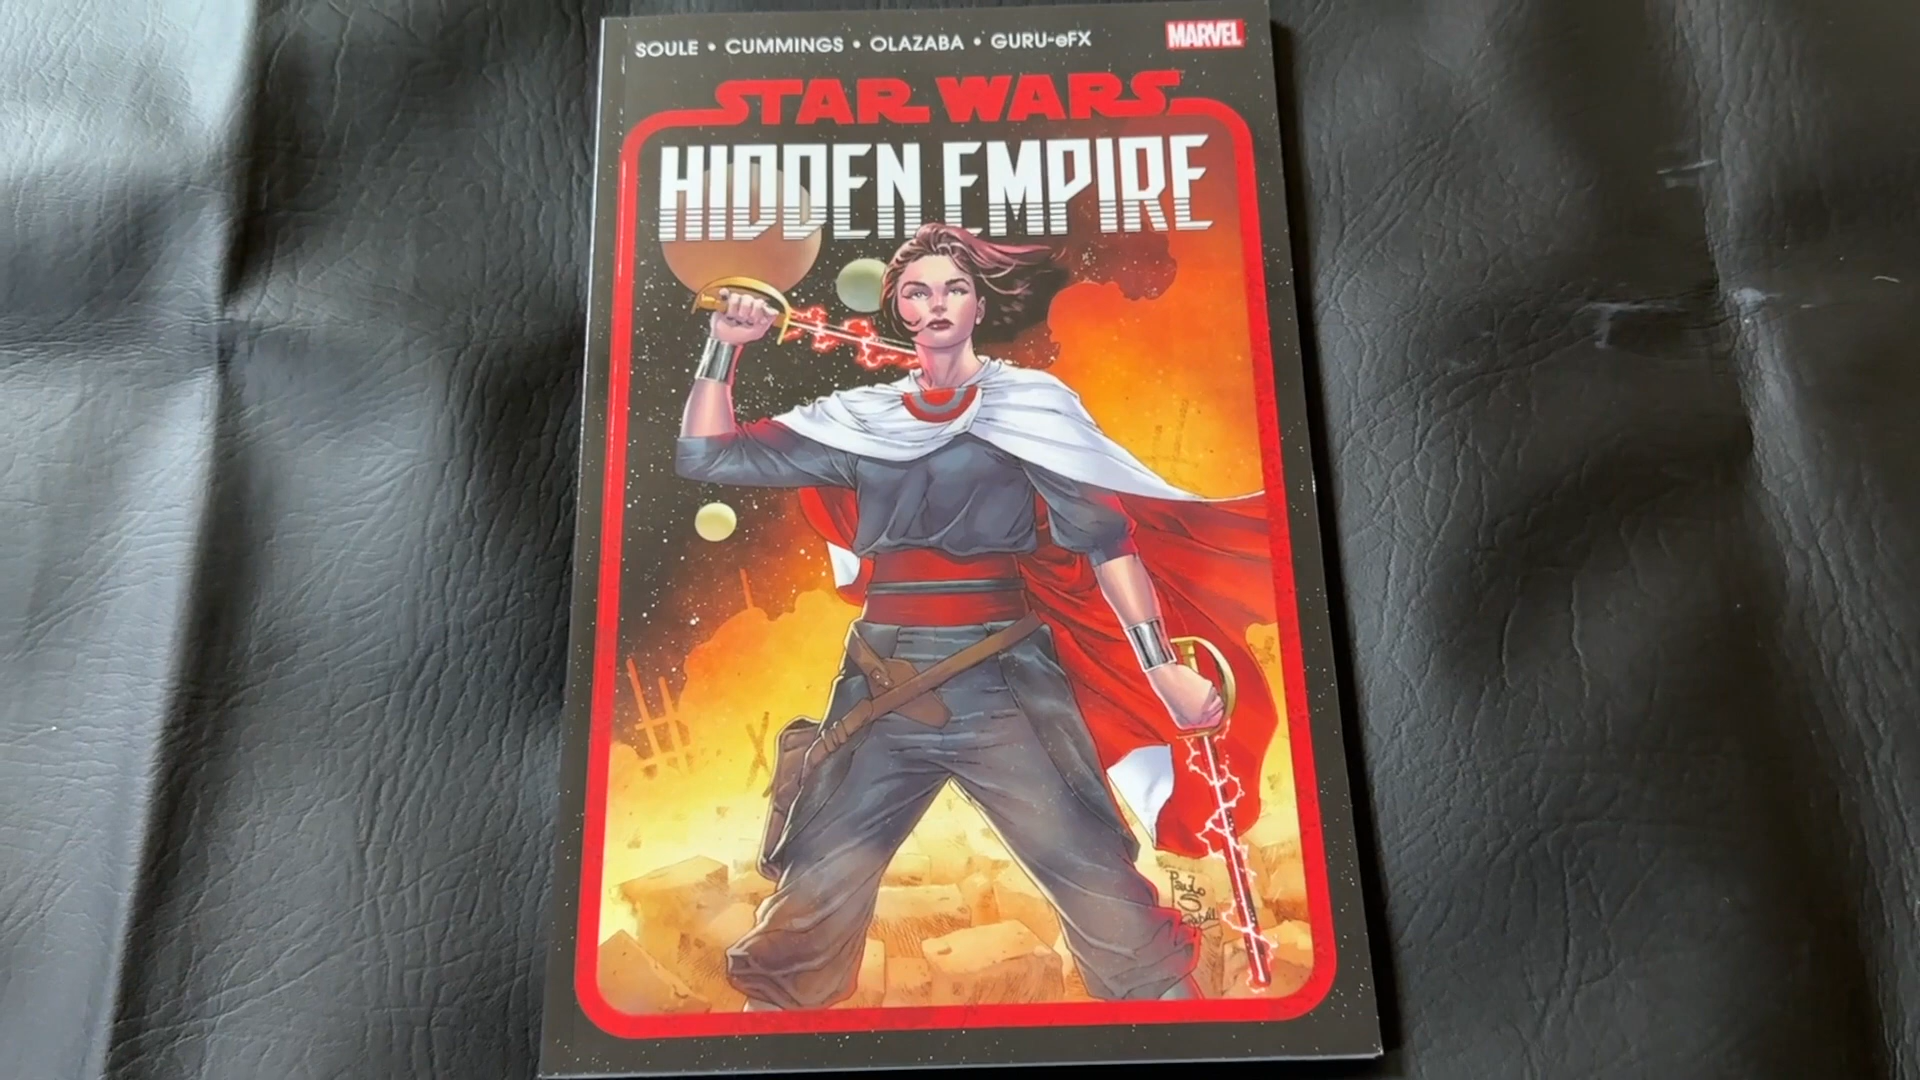 SOULE • CUMMINGS • OLAZABA • GURU-eFX
MARVEL
STAR WARS
HIDDEN EMPIRE